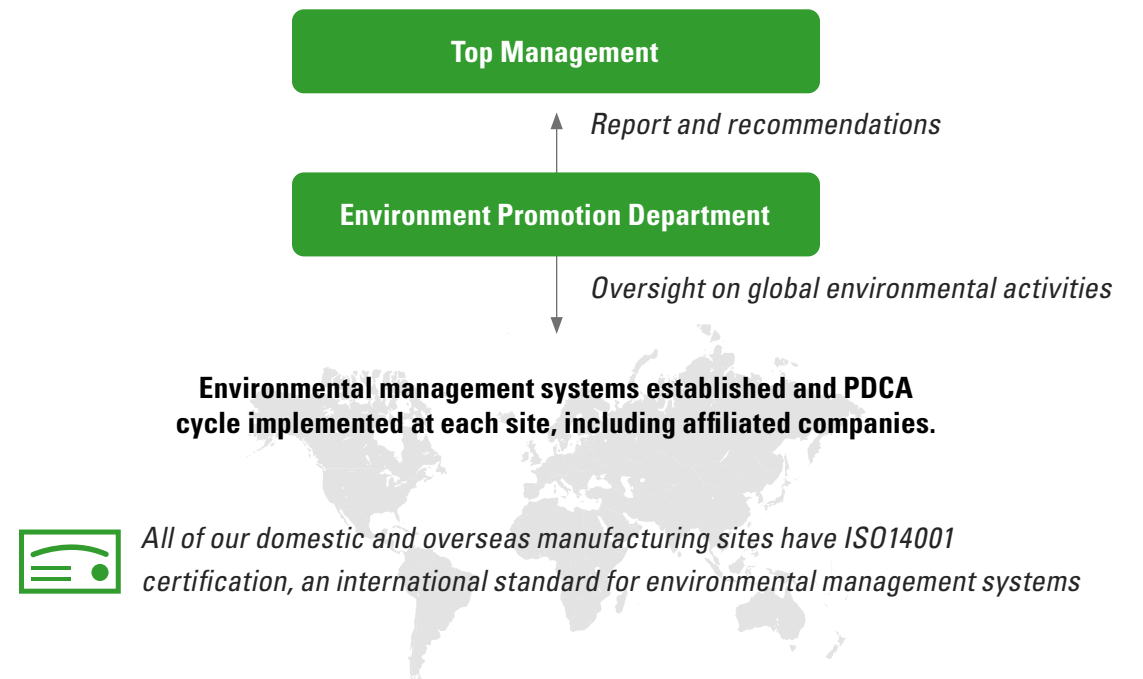 Top Management
Report and recommendations
Environment Promotion Department
Oversight on global environmental activities
Environmental management systems established and PDCA
cycle implemented at each site, including affiliated companies.
All of our domestic and overseas manufacturing sites have ISO14001
certification, an international standard for environmental management systems